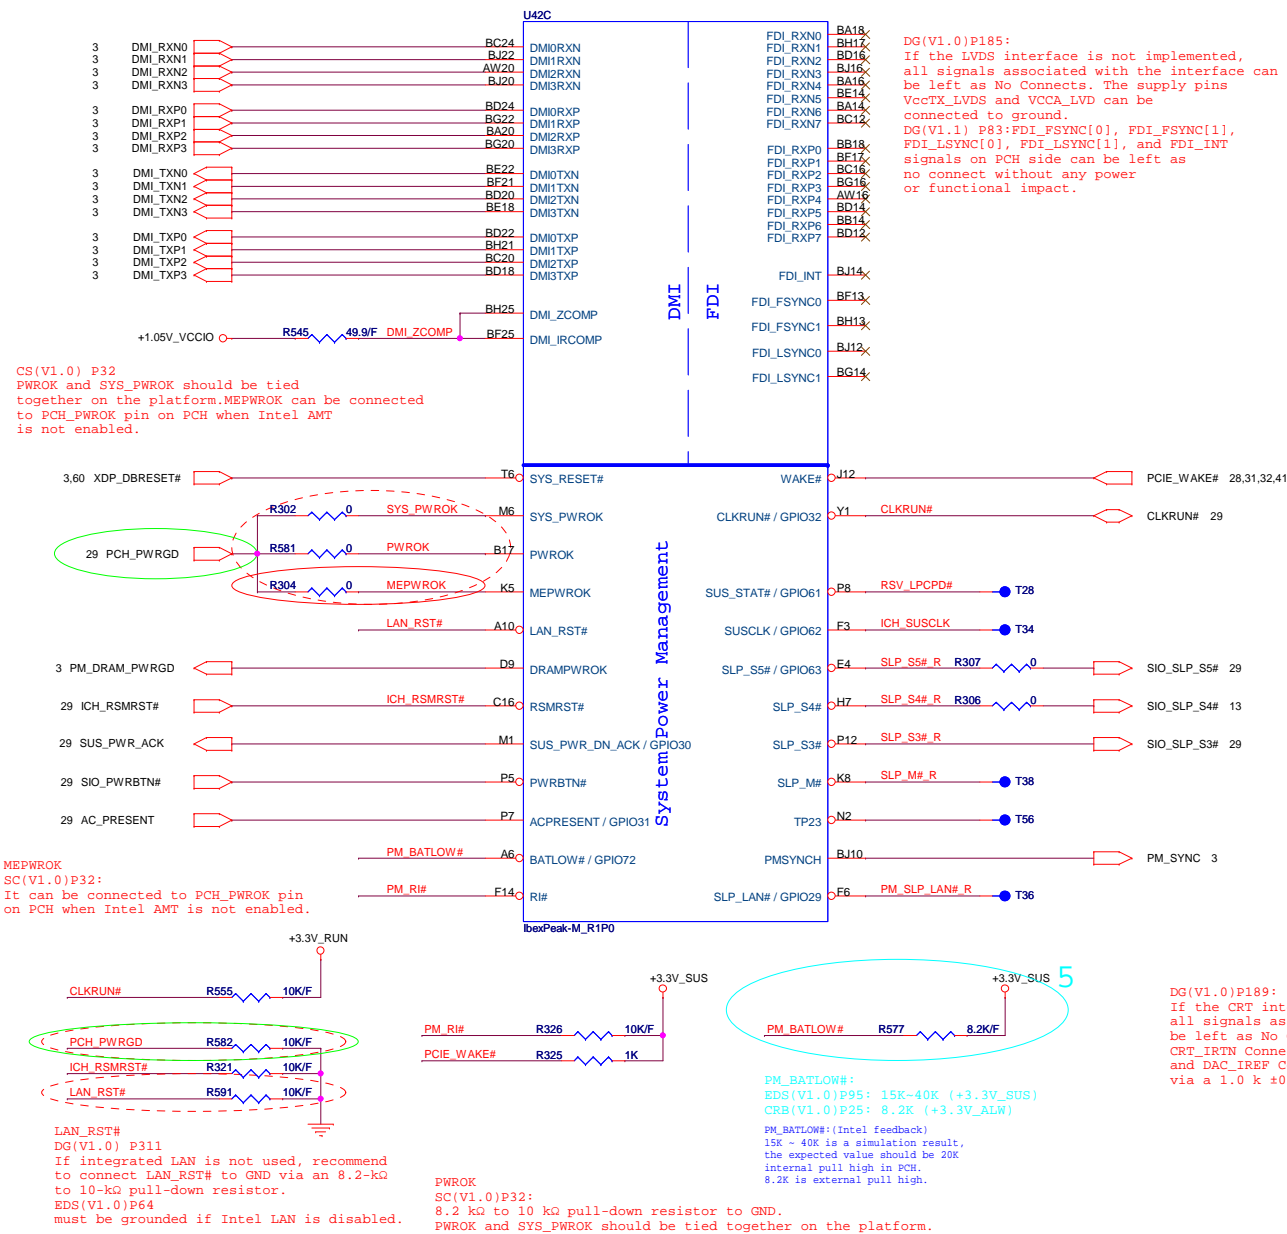 U42C
3 DMI_RXN0 BC24 DMI0RXN
3 DMI_RXN1 BJ22 DMI1RXN
3 DMI_RXN2 AW20 DMI2RXN
3 DMI_RXN3 BJ20 DMI3RXN
3 DMI_RXP0 BD24 DMI0RXP
3 DMI_RXP1 BG22 DMI1RXP
3 DMI_RXP2 BA20 DMI2RXP
3 DMI_RXP3 BG20 DMI3RXP
3 DMI_TXN0 BE22 DMI0TXN
3 DMI_TXN1 BF21 DMI1TXN
3 DMI_TXN2 BD20 DMI2TXN
3 DMI_TXN3 BE18 DMI3TXN
3 DMI_TXP0 BD22 DMI0TXP
3 DMI_TXP1 BH21 DMI1TXP
3 DMI_TXP2 BC20 DMI2TXP
3 DMI_TXP3 BD18 DMI3TXP
BH25 DMI_ZCOMP
+1.05V_VCCIO R545 49.9/F DMI_ZCOMP BF25 DMI_IRCOMP
DMI
FDI
FDI_RXN0 BA18
FDI_RXN1 BH17
FDI_RXN2 BD16
FDI_RXN3 BJ16
FDI_RXN4 BA16
FDI_RXN5 BE14
FDI_RXN6 BA14
FDI_RXN7 BC12
FDI_RXP0 BB18
FDI_RXP1 BF17
FDI_RXP2 BC16
FDI_RXP3 BG16
FDI_RXP4 AW16
FDI_RXP5 BD14
FDI_RXP6 BB14
FDI_RXP7 BD12
FDI_INT BJ14
FDI_FSYNC0 BF13
FDI_FSYNC1 BH13
FDI_LSYNC0 BJ12
FDI_LSYNC1 BG14
DG(V1.0)P185:
If the LVDS interface is not implemented,
all signals associated with the interface can
be left as No Connects. The supply pins
VccTX_LVDS and VCCA_LVD can be
connected to ground.
DG(V1.1) P83:FDI_FSYNC[0], FDI_FSYNC[1],
FDI_LSYNC[0], FDI_LSYNC[1], and FDI_INT
signals on PCH side can be left as
no connect without any power
or functional impact.
CS(V1.0) P32
PWROK and SYS_PWROK should be tied
together on the platform.MEPWROK can be connected
to PCH_PWROK pin on PCH when Intel AMT
is not enabled.
3,60 XDP_DBRESET# T6 SYS_RESET#
R302 0 SYS_PWROK M6 SYS_PWROK
29 PCH_PWRGD R581 0 PWROK B17 PWROK
R304 0 MEPWROK K5 MEPWROK
LAN_RST# A10 LAN_RST#
3 PM_DRAM_PWRGD D9 DRAMPWROK
29 ICH_RSMRST# ICH_RSMRST# C16 RSMRST#
29 SUS_PWR_ACK M1 SUS_PWR_DN_ACK / GPIO30
29 SIO_PWRBTN# P5 PWRBTN#
29 AC_PRESENT P7 ACPRESENT / GPIO31
PM_BATLOW# A6 BATLOW# / GPIO72
PM_RI# F14 RI#
System Power Management
WAKE# J12 PCIE_WAKE# 28,31,32,41
CLKRUN# / GPIO32 Y1 CLKRUN# CLKRUN# 29
SUS_STAT# / GPIO61 P8 RSV_LPCPD# T28
SUSCLK / GPIO62 F3 ICH_SUSCLK T34
SLP_S5# / GPIO63 E4 SLP_S5#_R R307 0 SIO_SLP_S5# 29
SLP_S4# H7 SLP_S4#_R R306 0 SIO_SLP_S4# 13
SLP_S3# P12 SLP_S3#_R SIO_SLP_S3# 29
SLP_M# K8 SLP_M#_R T38
TP23 N2 T56
PMSYNCH BJ10 PM_SYNC 3
SLP_LAN# / GPIO29 F6 PM_SLP_LAN#_R T36
IbexPeak-M_R1P0
MEPWROK
SC(V1.0)P32:
It can be connected to PCH_PWROK pin
on PCH when Intel AMT is not enabled.
+3.3V_RUN
CLKRUN# R555 10K/F
PCH_PWRGD R582 10K/F
ICH_RSMRST# R321 10K/F
LAN_RST# R591 10K/F
LAN_RST#
DG(V1.0) P311
If integrated LAN is not used, recommend
to connect LAN_RST# to GND via an 8.2-kΩ
to 10-kΩ pull-down resistor.
EDS(V1.0)P64
must be grounded if Intel LAN is disabled.
+3.3V_SUS
PM_RI# R326 10K/F
PCIE_WAKE# R325 1K
PWROK
SC(V1.0)P32:
8.2 kΩ to 10 kΩ pull-down resistor to GND.
PWROK and SYS_PWROK should be tied together on the platform.
+3.3V_SUS 5
PM_BATLOW# R577 8.2K/F
PM_BATLOW#:
EDS(V1.0)P95: 15K~40K (+3.3V_SUS)
CRB(V1.0)P25: 8.2K (+3.3V_ALW)
PM_BATLOW#:(Intel feedback)
15K ~ 40K is a simulation result,
the expected value should be 20K
internal pull high in PCH.
8.2K is external pull high.
DG(V1.0)P189:
If the CRT int
all signals as
be left as No
CRT_IRTN Conne
and DAC_IREF C
via a 1.0 k ±0